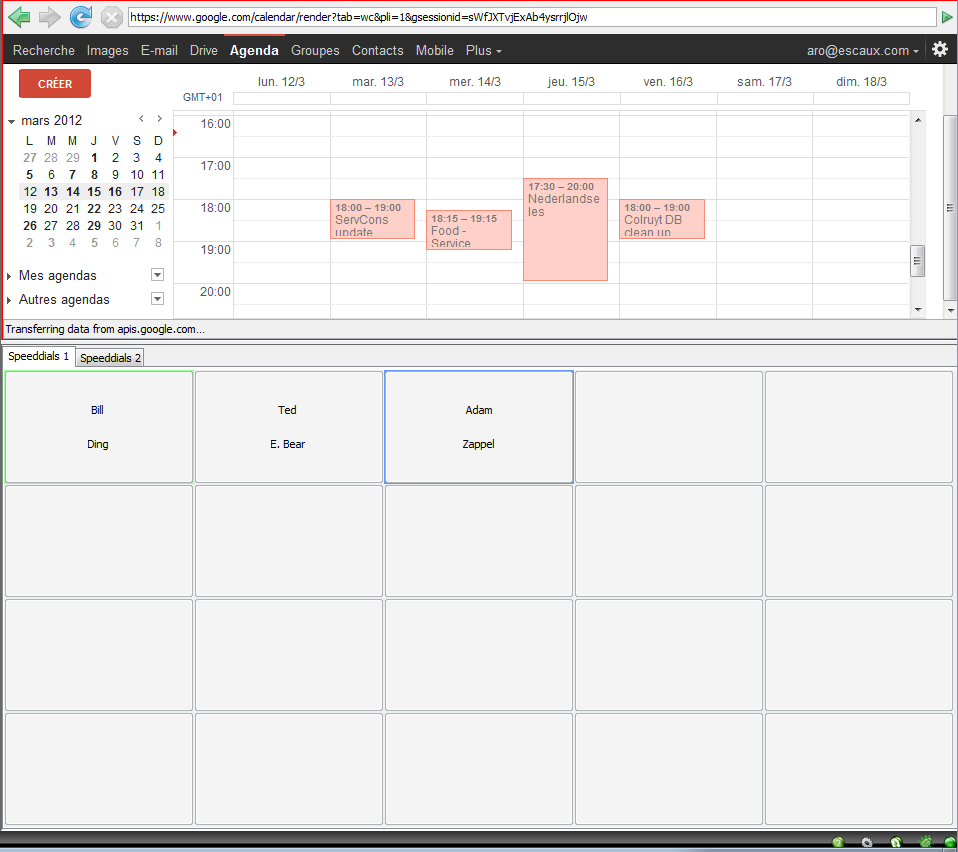 https://www.google.com/calendar/render?tab=wc&pli=1&gsessionid=sWfJXTvjExAb4ysrrjlOjw
Recherche Images E-mail Drive Agenda Groupes Contacts Mobile Plus aro@escaux.com
CRÉER
lun. 12/3 mar. 13/3 mer. 14/3 jeu. 15/3 ven. 16/3 sam. 17/3 dim. 18/3
GMT+01
mars 2012
L M M J V S D
27 28 29 1 2 3 4
5 6 7 8 9 10 11
12 13 14 15 16 17 18
19 20 21 22 23 24 25
26 27 28 29 30 31 1
2 3 4 5 6 7 8
Mes agendas
Autres agendas
16:00
17:00
18:00
19:00
20:00
18:00 – 19:00
ServCons
update
18:15 – 19:15
Food -
Service
17:30 – 20:00
Nederlandse
les
18:00 – 19:00
Colruyt DB
clean up
Transferring data from apis.google.com...
Speeddials 1 Speeddials 2
Bill
Ding
Ted
E. Bear
Adam
Zappel